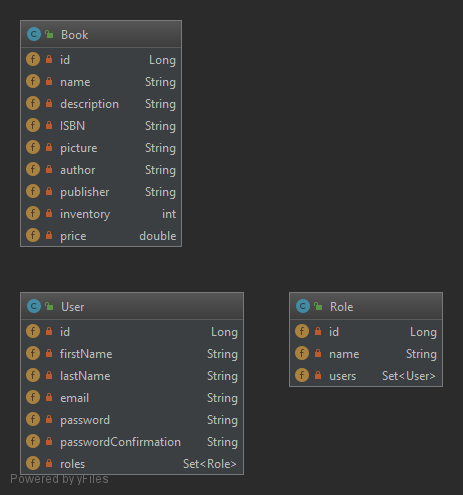 Book
id Long
name String
description String
ISBN String
picture String
author String
publisher String
inventory int
price double
User
id Long
firstName String
lastName String
email String
password String
passwordConfirmation String
roles Set<Role>
Role
id Long
name String
users Set<User>
Powered by yFiles